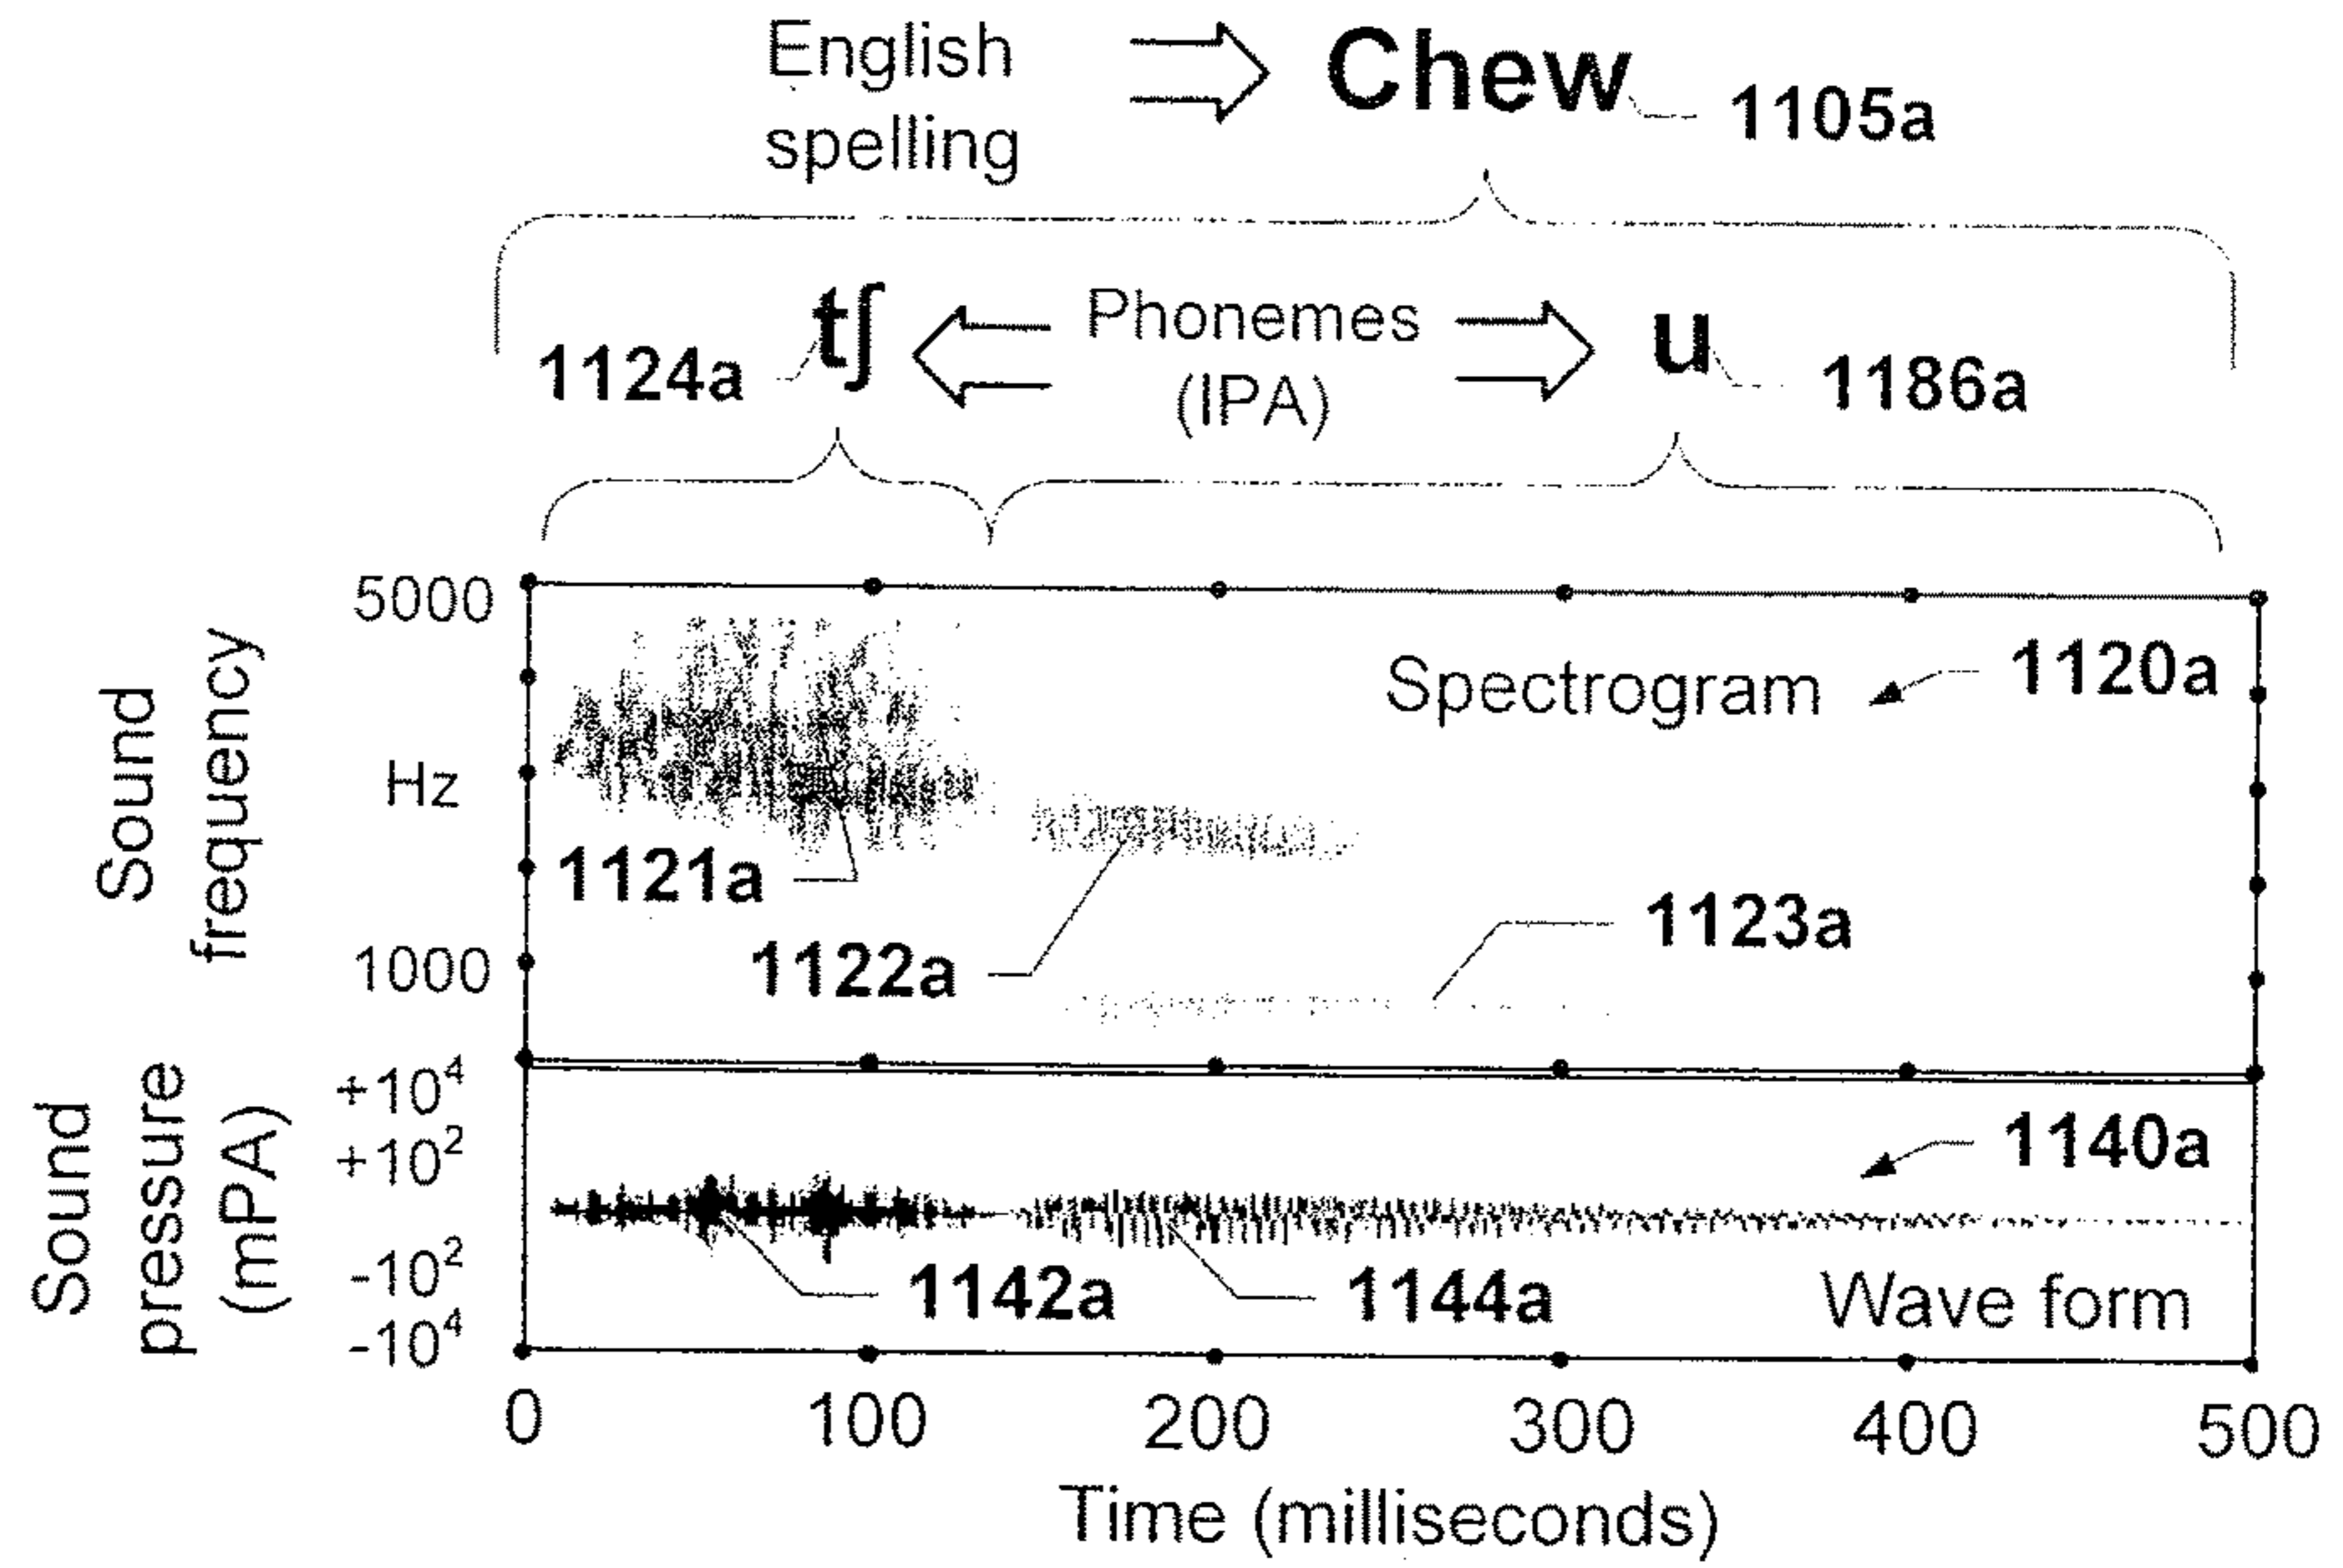 English
spelling
Chew
1105a
1124a
tʃ
Phonemes
(IPA)
u
1186a
Sound
frequency
5000
Hz
1000
Spectrogram
1120a
1121a
1122a
1123a
Sound
pressure
(mPA)
+10⁴
+10²
-10²
-10⁴
1140a
1142a
1144a
Wave form
0 100 200 300 400 500
Time (milliseconds)